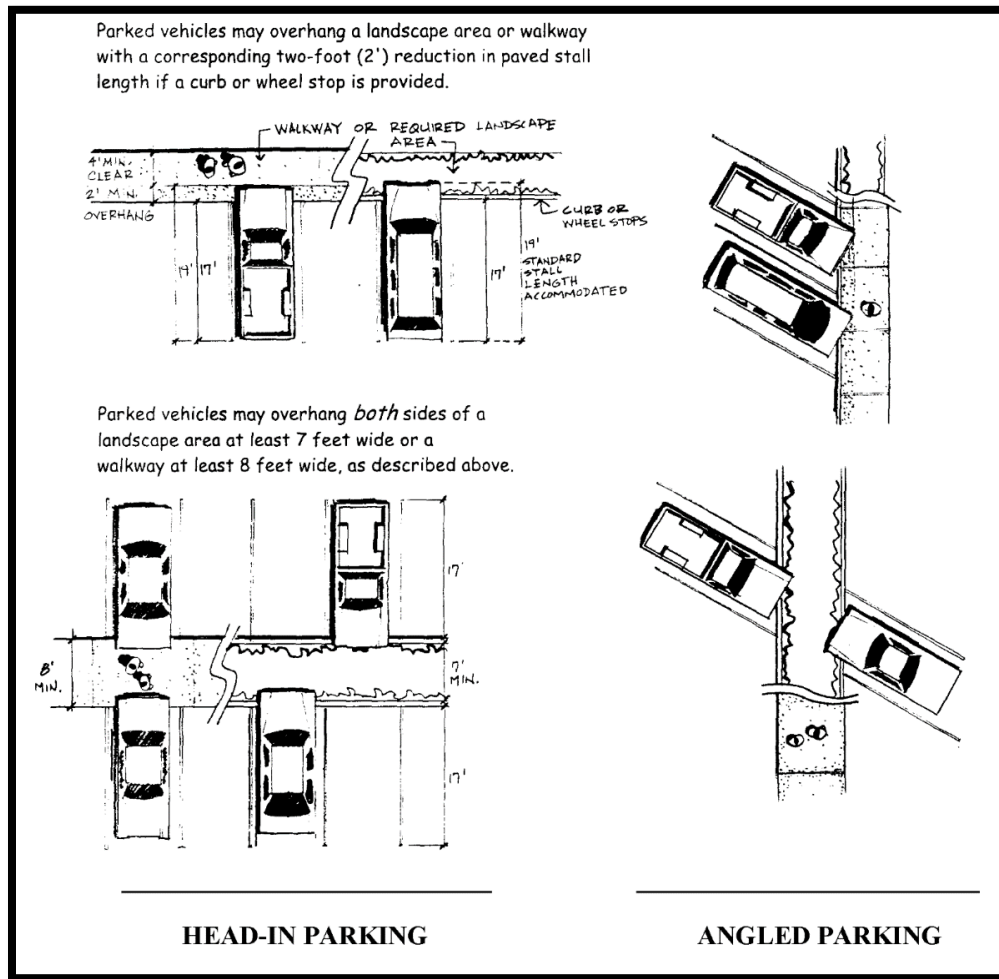 Parked vehicles may overhang a landscape area or walkway
with a corresponding two-foot (2') reduction in paved stall
length if a curb or wheel stop is provided.
WALKWAY OR REQUIRED LANDSCAPE
AREA
4' MIN.
CLEAR
2' MIN.
OVERHANG
CURB OR
WHEEL STOPS
19'
17'
17'
19'
STANDARD
STALL
LENGTH
ACCOMMODATED
Parked vehicles may overhang both sides of a
landscape area at least 7 feet wide or a
walkway at least 8 feet wide, as described above.
17'
8'
MIN.
7'
MIN.
17'
HEAD-IN PARKING
ANGLED PARKING